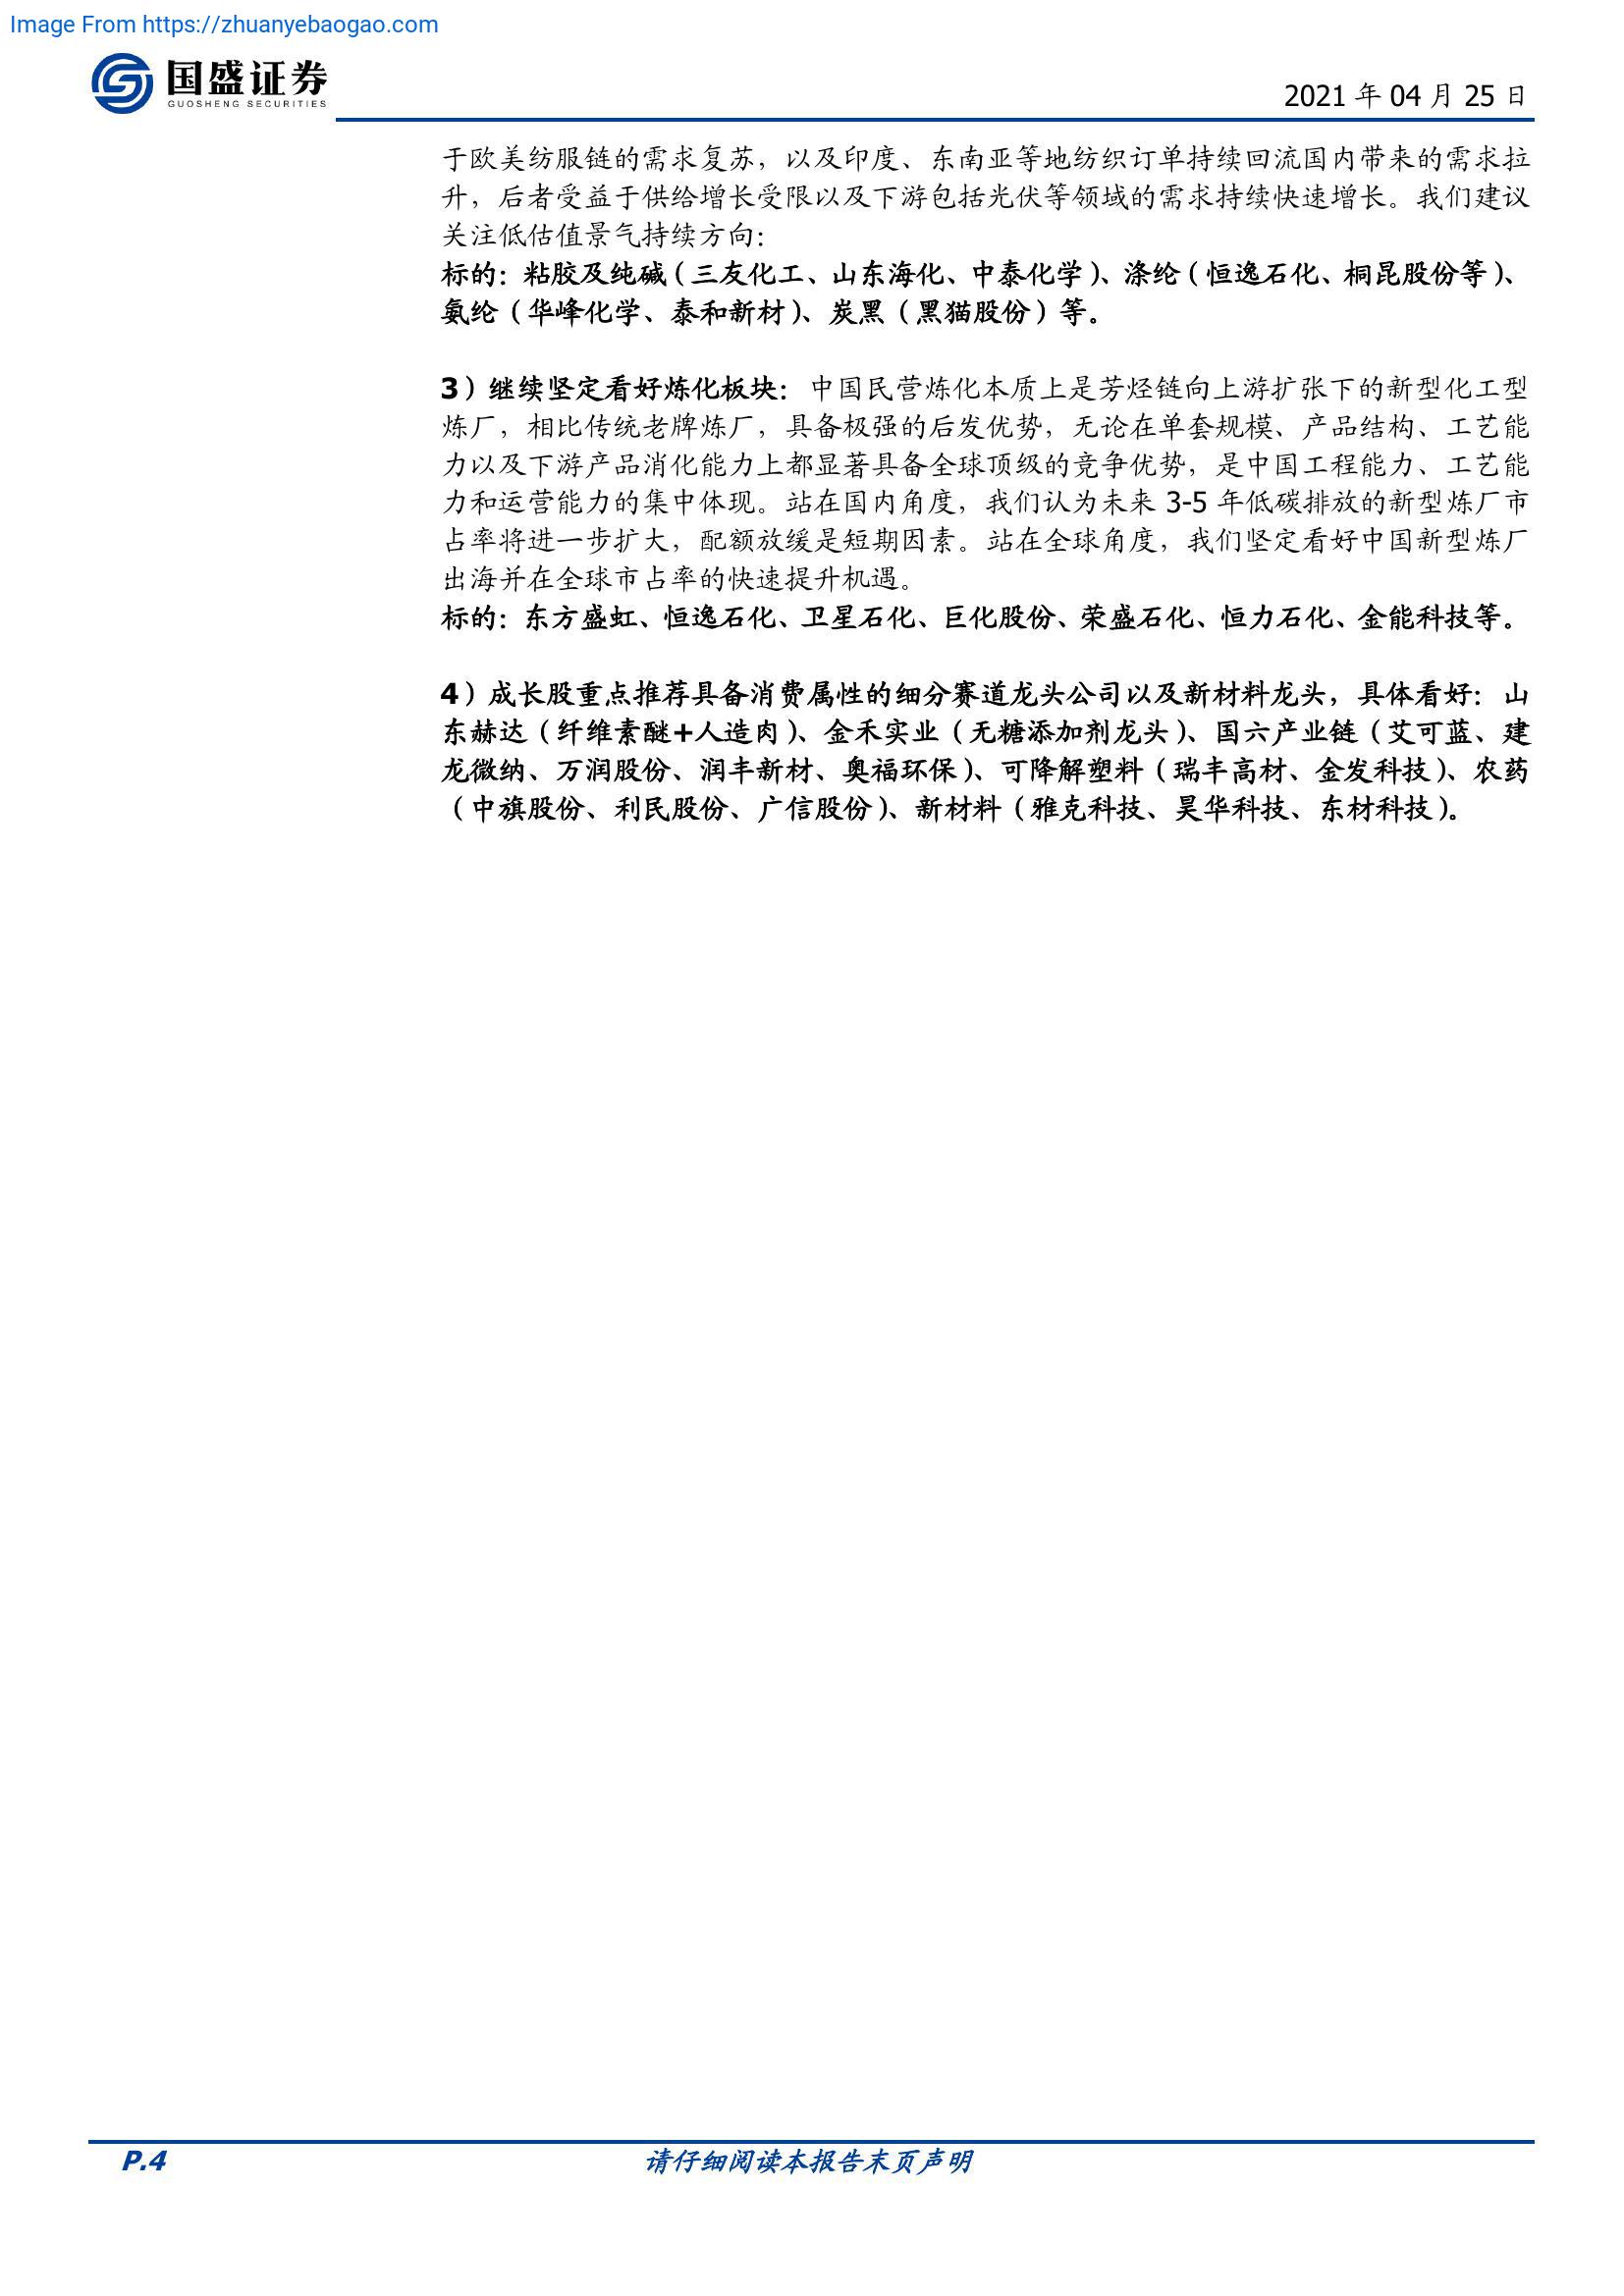 Image From https://zhuanyebaogao.com
国盛证券
GUOSHENG SECURITIES
2021 年 04 月 25 日
于欧美纺服链的需求复苏，以及印度、东南亚等地纺织订单持续回流国内带来的需求拉
升，后者受益于供给增长受限以及下游包括光伏等领域的需求持续快速增长。我们建议
关注低估值景气持续方向：
标的：粘胶及纯碱（三友化工、山东海化、中泰化学）、涤纶（恒逸石化、桐昆股份等）、
氨纶（华峰化学、泰和新材）、炭黑（黑猫股份）等。
3）继续坚定看好炼化板块：中国民营炼化本质上是芳烃链向上游扩张下的新型化工型
炼厂，相比传统老牌炼厂，具备极强的后发优势，无论在单套规模、产品结构、工艺能
力以及下游产品消化能力上都显著具备全球顶级的竞争优势，是中国工程能力、工艺能
力和运营能力的集中体现。站在国内角度，我们认为未来 3-5 年低碳排放的新型炼厂市
占率将进一步扩大，配额放缓是短期因素。站在全球角度，我们坚定看好中国新型炼厂
出海并在全球市占率的快速提升机遇。
标的：东方盛虹、恒逸石化、卫星石化、巨化股份、荣盛石化、恒力石化、金能科技等。
4）成长股重点推荐具备消费属性的细分赛道龙头公司以及新材料龙头，具体看好：山
东赫达（纤维素醚+人造肉）、金禾实业（无糖添加剂龙头）、国六产业链（艾可蓝、建
龙微纳、万润股份、润丰新材、奥福环保）、可降解塑料（瑞丰高材、金发科技）、农药
（中旗股份、利民股份、广信股份）、新材料（雅克科技、昊华科技、东材科技）。
P.4
请仔细阅读本报告末页声明